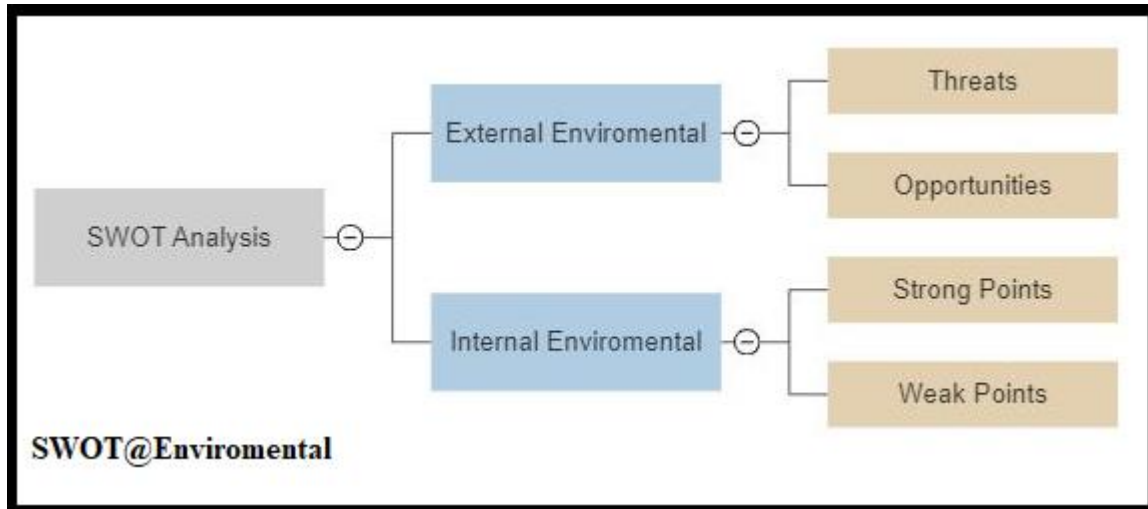 SWOT Analysis
External Enviromental
Threats
Opportunities
Internal Enviromental
Strong Points
Weak Points
SWOT@Enviromental